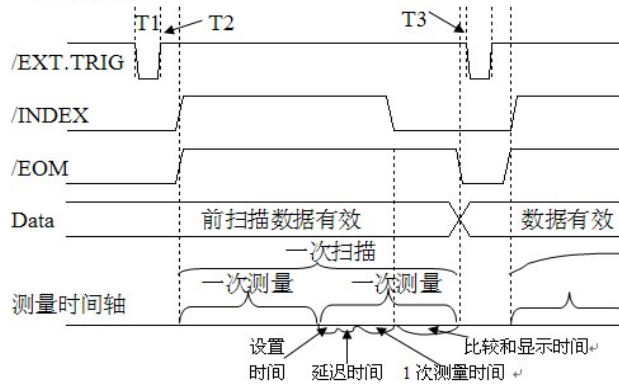 T1 T2 T3
/EXT.TRIG
/INDEX
/EOM
Data 前扫描数据有效 数据有效
一次扫描
一次测量 一次测量
测量时间轴
设置时间 延迟时间 1次测量时间↵ 比较和显示时间↵